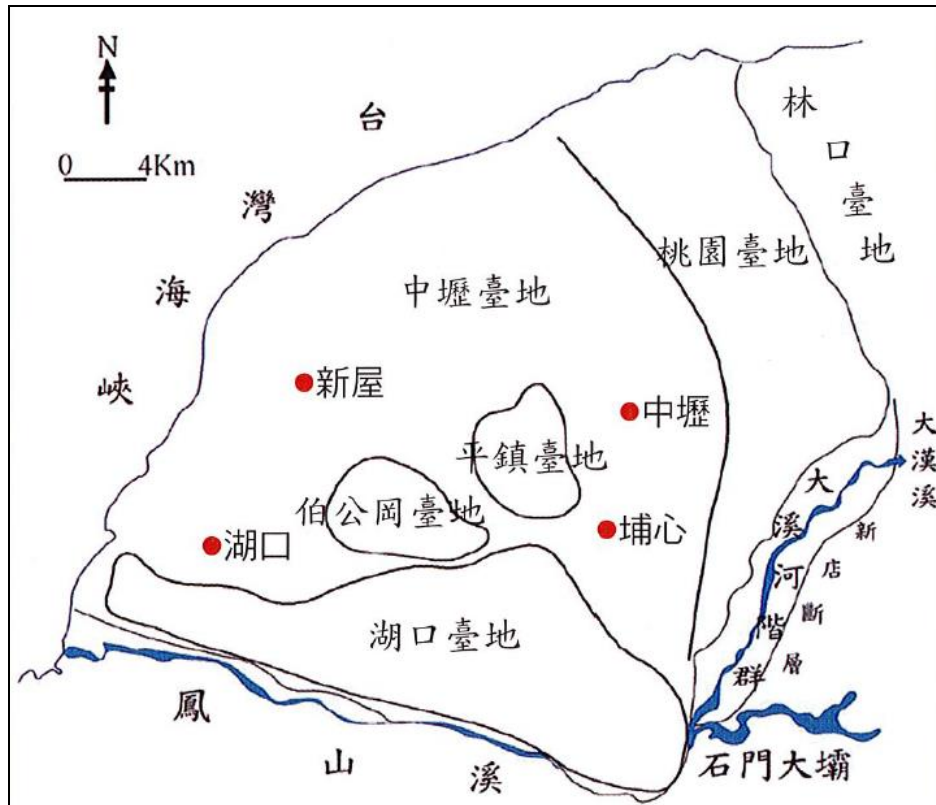 N
0 4Km
台灣海峽
林口臺地
桃園臺地
中壢臺地
新屋
中壢
平鎮臺地
伯公岡臺地
湖口
埔心
湖口臺地
大漢溪
大溪河階群
新店斷層
鳳山溪
石門大壩